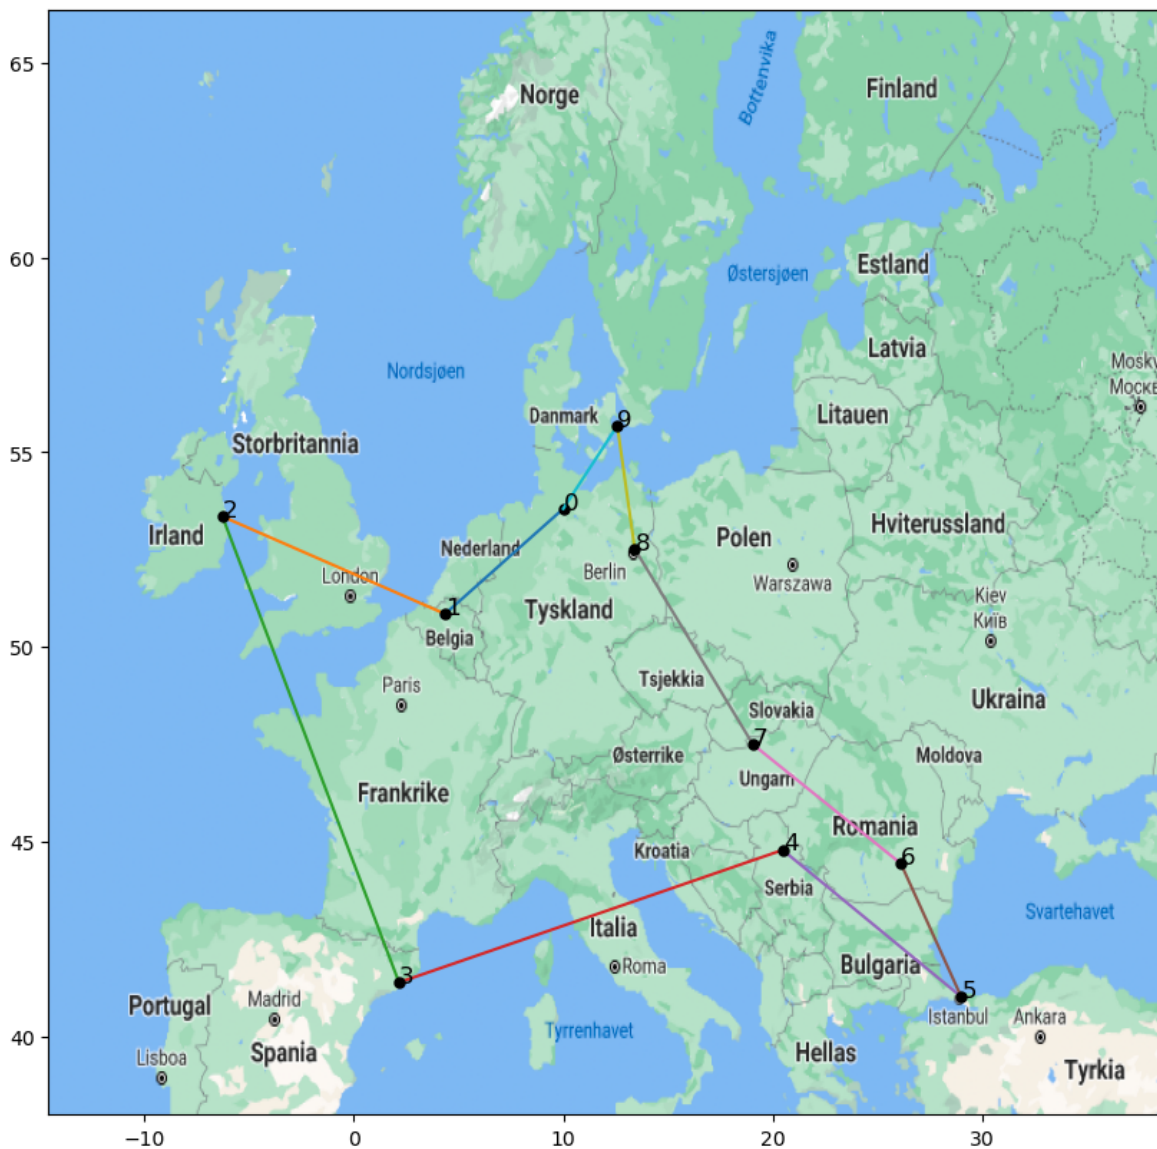 65
60
55
50
45
40
Norge
Finland
Bottenvika
Østersjøen
Estland
Latvia
Nordsjøen
Moskv
Москв
Litauen
Danmark
9
Storbritannia
0
2
Irland
Hviterussland
Polen
Nederland
8
Berlin
Warszawa
London
Kiev
Київ
Tyskland
1
Belgia
Tsjekkia
Paris
Ukraina
Slovakia
7
Østerrike
Moldova
Ungarn
Frankrike
Romania
4
Kroatia
6
Serbia
Svartehavet
Italia
Roma
Bulgaria
3
5
Portugal
Madrid
Istanbul
Ankara
Tyrrenhavet
Spania
Hellas
Lisboa
Tyrkia
−10
0
10
20
30